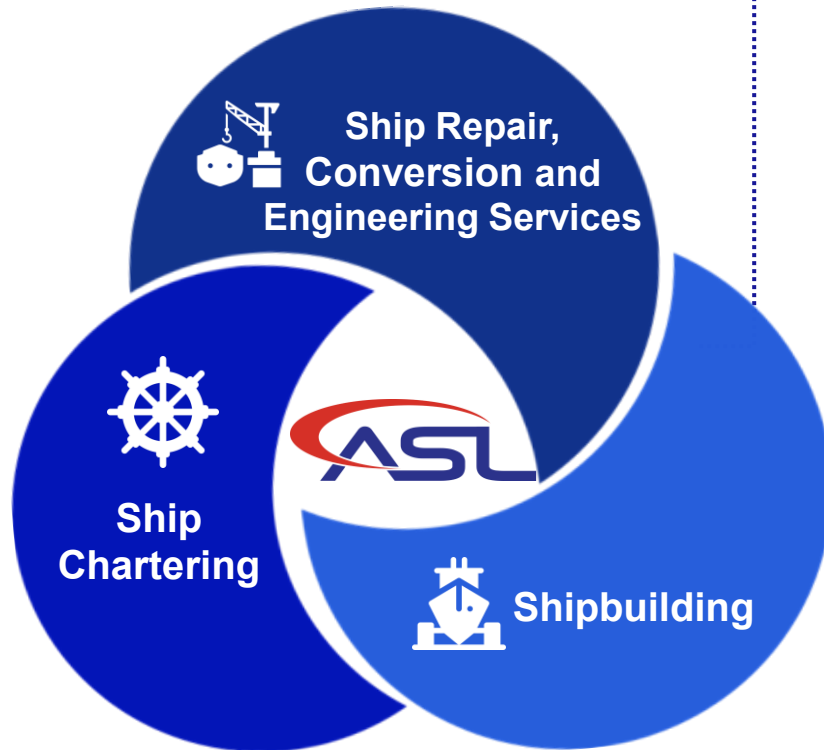 Ship Repair,
Conversion and
Engineering Services
ASL
Ship
Chartering
Shipbuilding